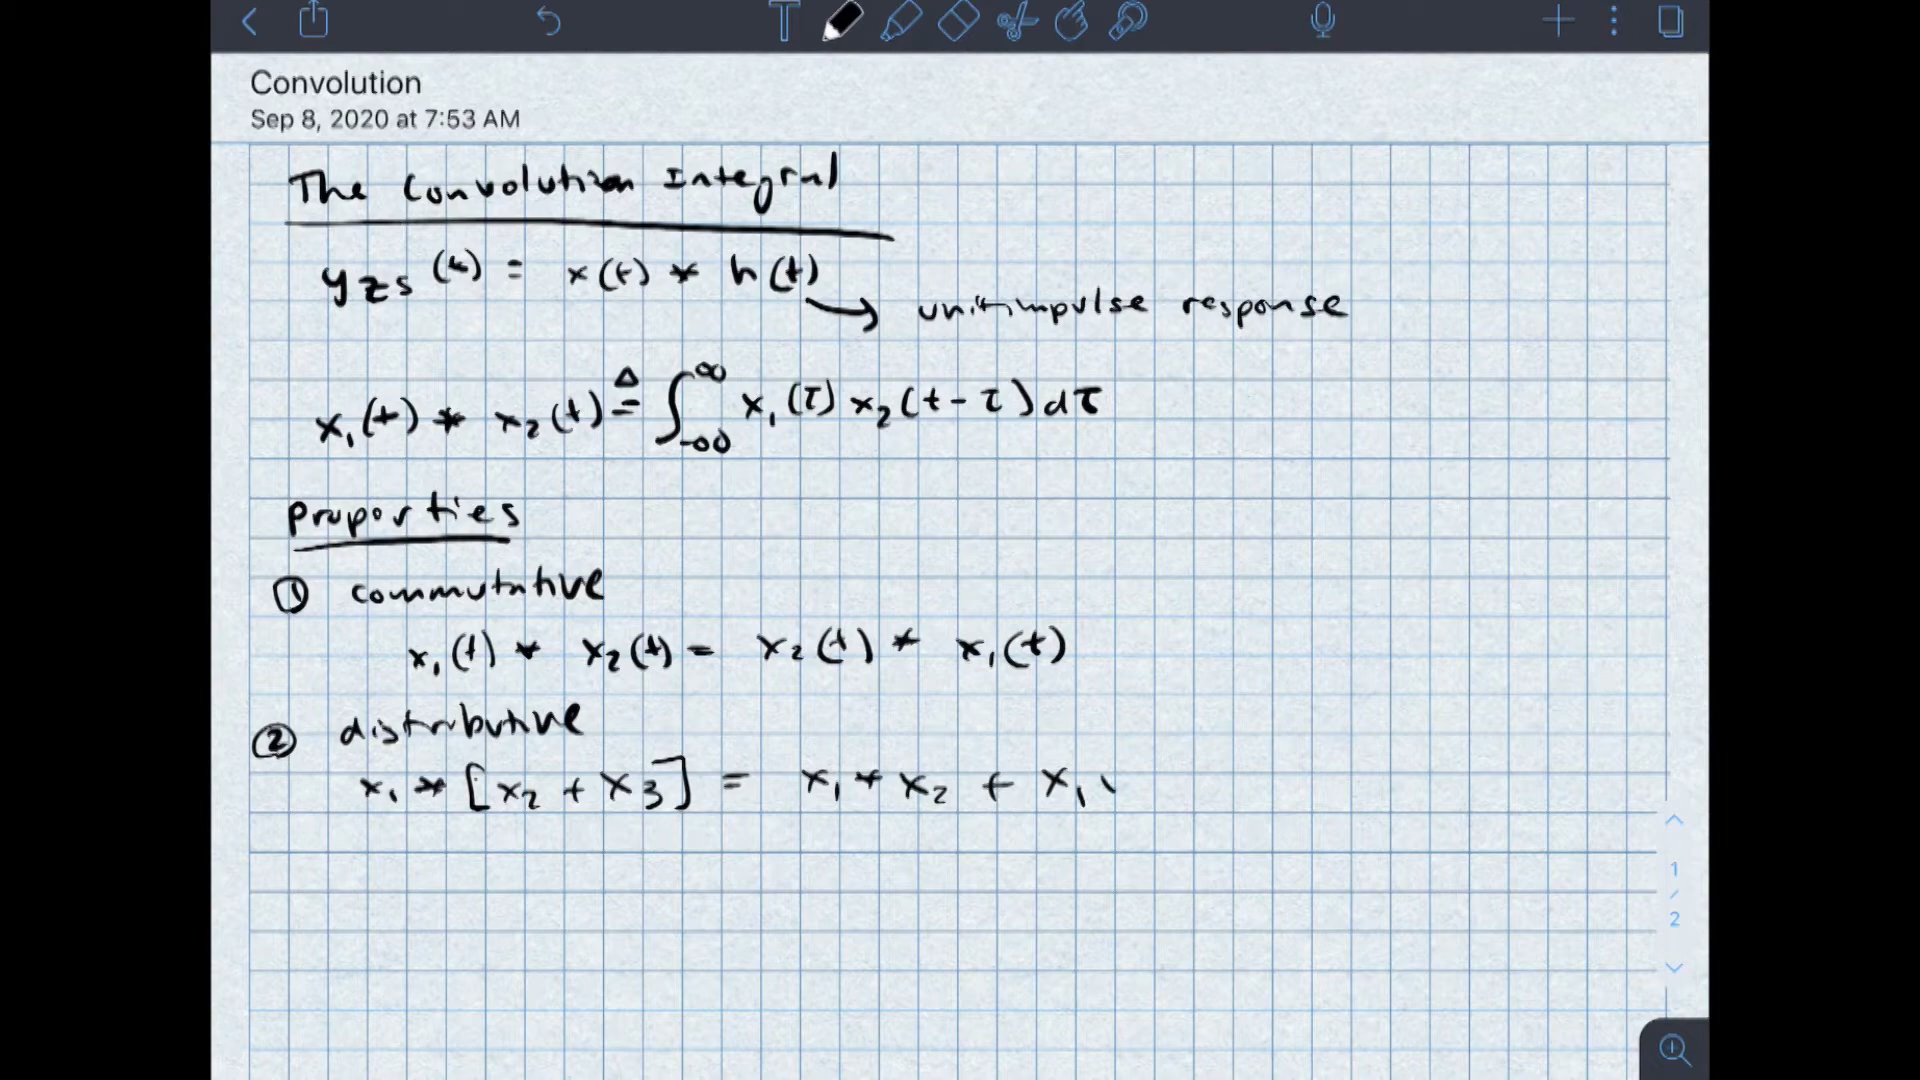 Convolution
Sep 8, 2020 at 7:53 AM
The Convolution Integral
y_zs (t) = x(t) * h(t)
unit impulse response
x₁(t) * x₂(t) ≜ ∫_{-∞}^{∞} x₁(τ) x₂(t-τ)dτ
properties
① commutative
x₁(t) * x₂(t) = x₂(t) * x₁(t)
② distributive
x₁ * [x₂ + x₃] = x₁ * x₂ + x₁
1
/
2